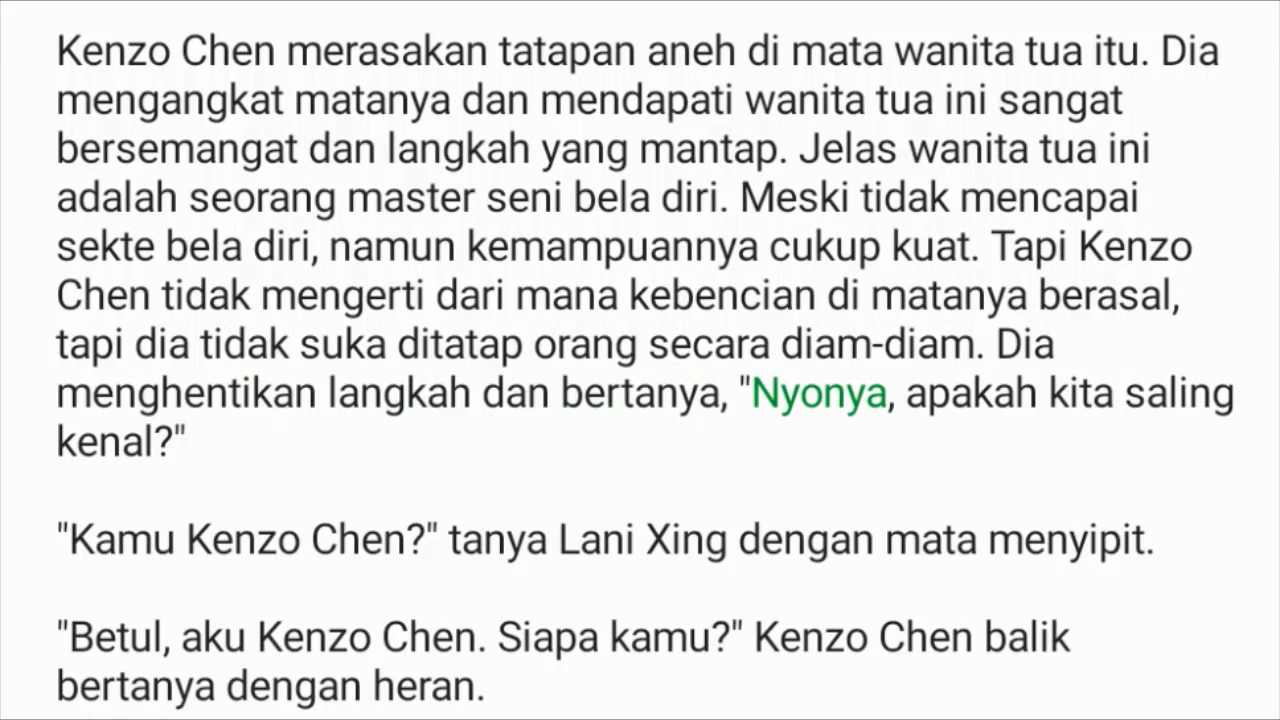 Kenzo Chen merasakan tatapan aneh di mata wanita tua itu. Dia
mengangkat matanya dan mendapati wanita tua ini sangat
bersemangat dan langkah yang mantap. Jelas wanita tua ini
adalah seorang master seni bela diri. Meski tidak mencapai
sekte bela diri, namun kemampuannya cukup kuat. Tapi Kenzo
Chen tidak mengerti dari mana kebencian di matanya berasal,
tapi dia tidak suka ditatap orang secara diam-diam. Dia
menghentikan langkah dan bertanya, "Nyonya, apakah kita saling
kenal?"
"Kamu Kenzo Chen?" tanya Lani Xing dengan mata menyipit.
"Betul, aku Kenzo Chen. Siapa kamu?" Kenzo Chen balik
bertanya dengan heran.